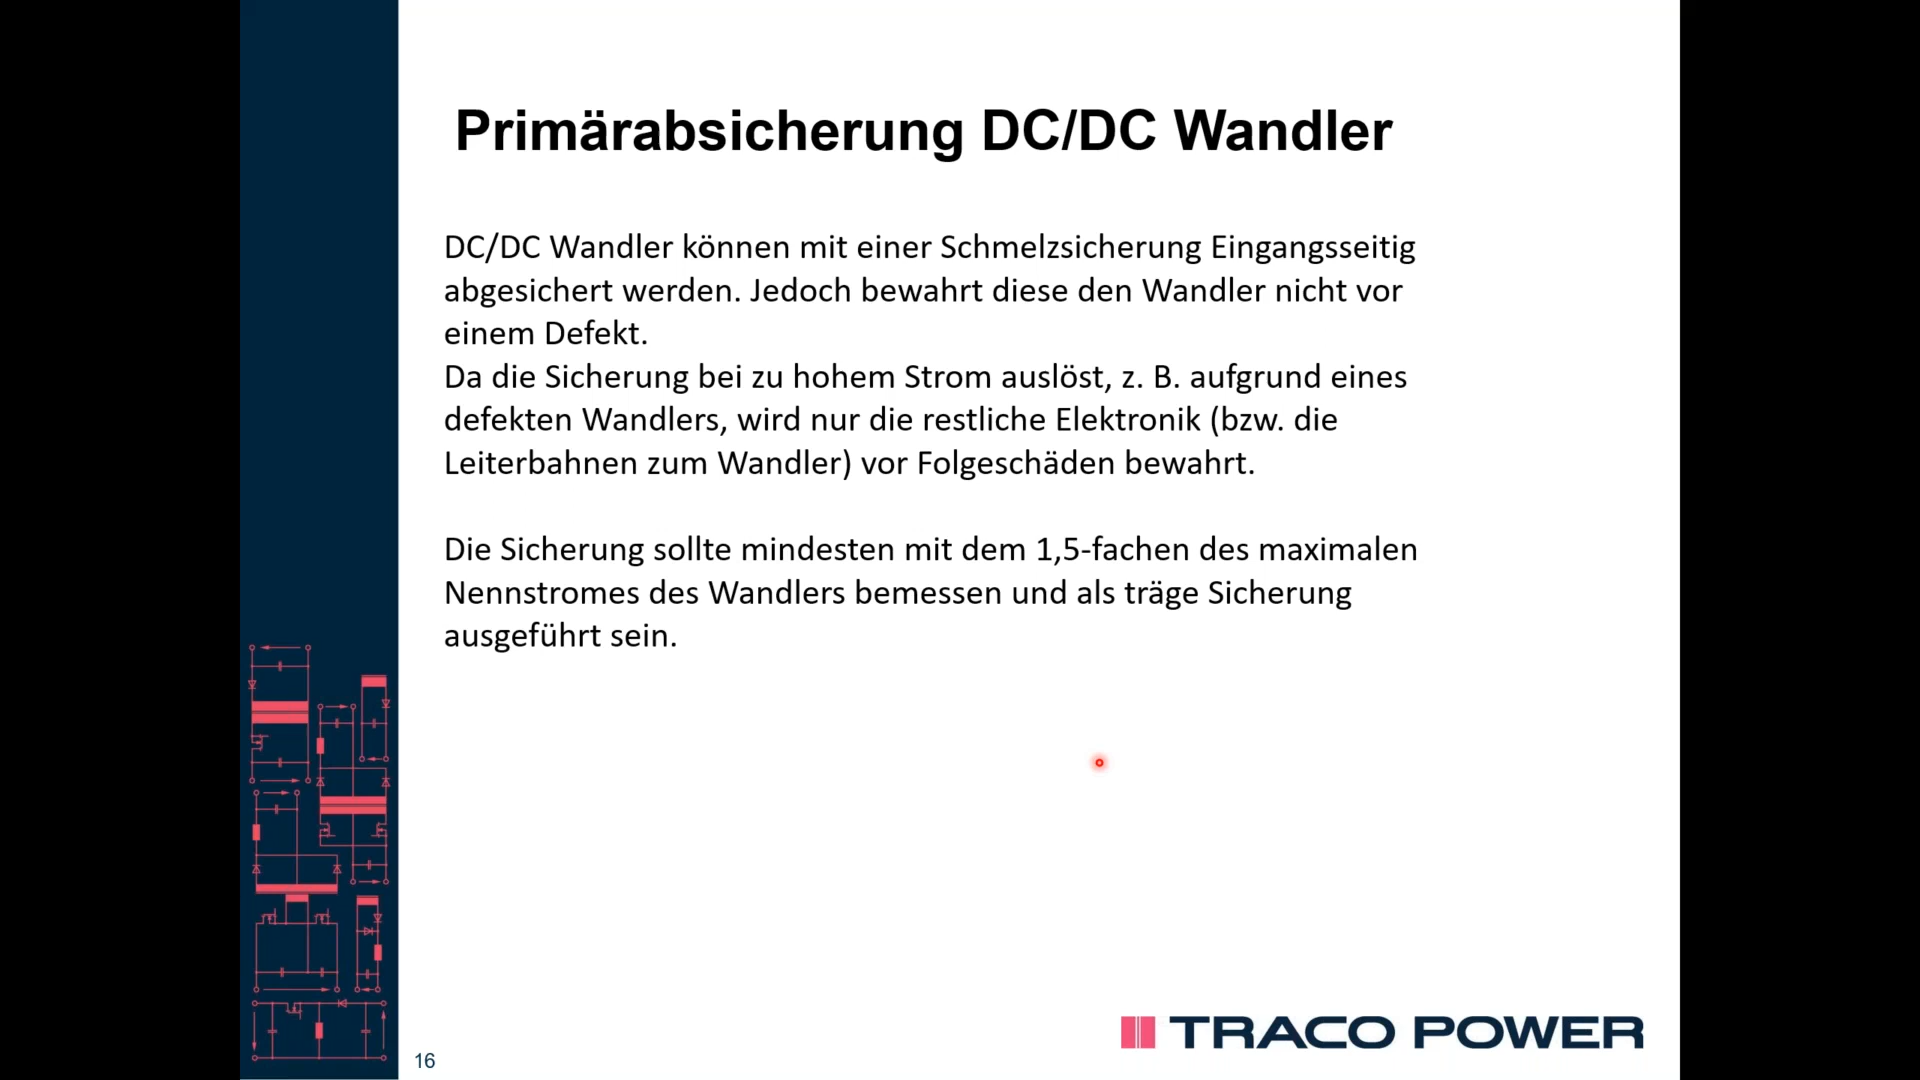 Primärabsicherung DC/DC Wandler
DC/DC Wandler können mit einer Schmelzsicherung Eingangsseitig
abgesichert werden. Jedoch bewahrt diese den Wandler nicht vor
einem Defekt.
Da die Sicherung bei zu hohem Strom auslöst, z. B. aufgrund eines
defekten Wandlers, wird nur die restliche Elektronik (bzw. die
Leiterbahnen zum Wandler) vor Folgeschäden bewahrt.
Die Sicherung sollte mindesten mit dem 1,5-fachen des maximalen
Nennstromes des Wandlers bemessen und als träge Sicherung
ausgeführt sein.
TRACO POWER
16